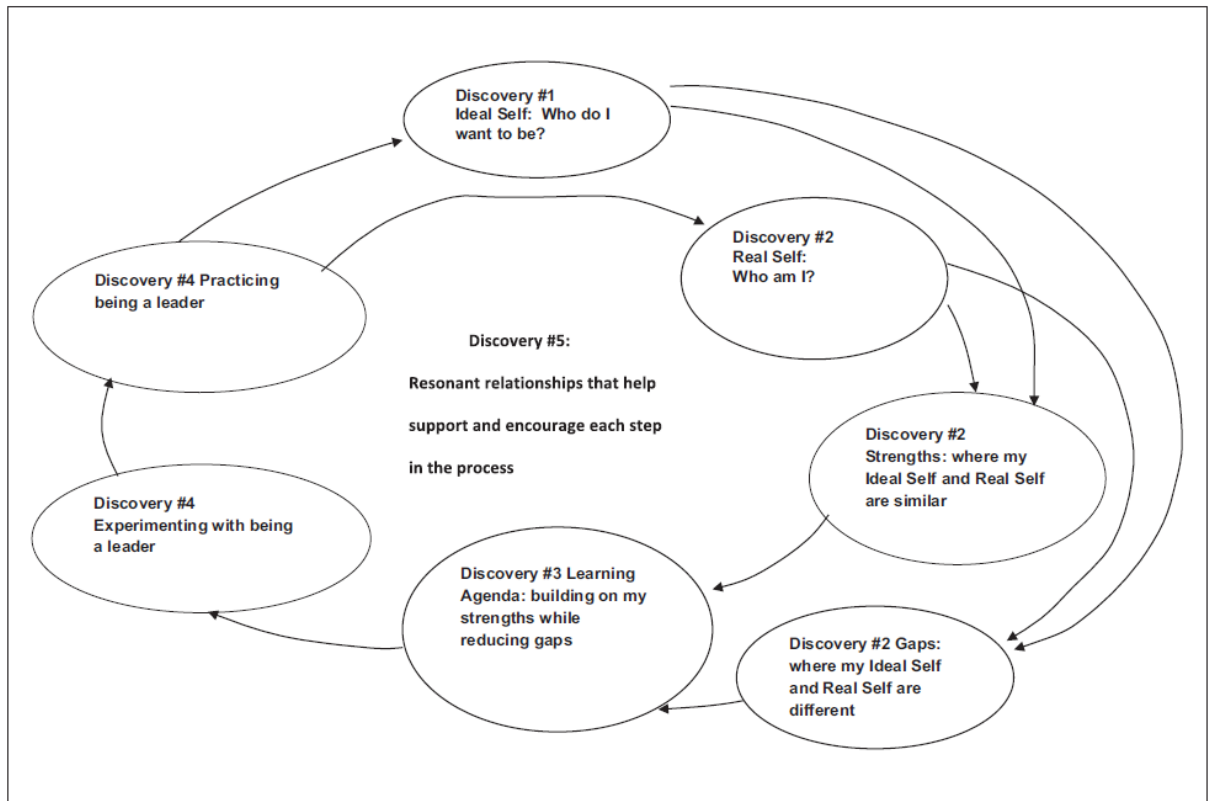 Discovery #1
Ideal Self: Who do I
want to be?
Discovery #2
Real Self:
Who am I?
Discovery #4 Practicing
being a leader
Discovery #5:
Resonant relationships that help
support and encourage each step
in the process
Discovery #2
Strengths: where my
Ideal Self and Real Self
are similar
Discovery #4
Experimenting with being
a leader
Discovery #3 Learning
Agenda: building on my
strengths while
reducing gaps
Discovery #2 Gaps:
where my Ideal Self
and Real Self are
different